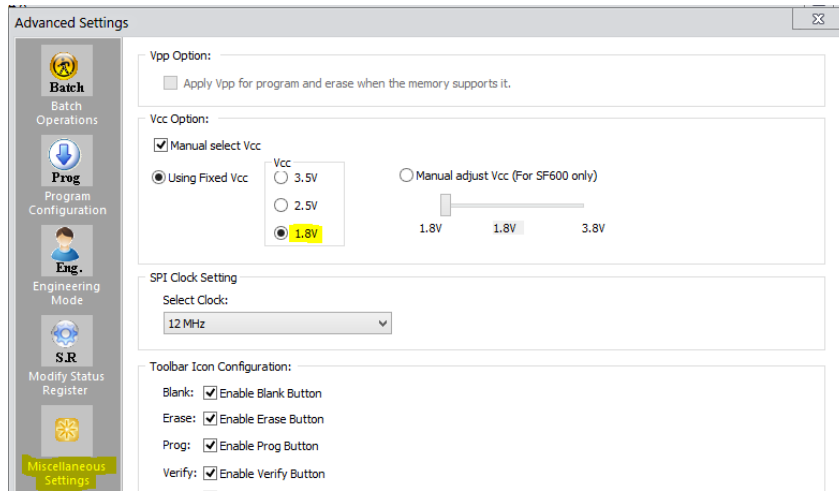 Advanced Settings
Batch
Batch
Operations
Prog
Program
Configuration
Eng.
Engineering
Mode
S.R
Modify Status
Register
Miscellaneous
Settings
Vpp Option:
Apply Vpp for program and erase when the memory supports it.
Vcc Option:
Manual select Vcc
Using Fixed Vcc
Vcc
3.5V
2.5V
1.8V
Manual adjust Vcc (For SF600 only)
1.8V 1.8V 3.8V
SPI Clock Setting
Select Clock:
12 MHz
Toolbar Icon Configuration:
Blank: Enable Blank Button
Erase: Enable Erase Button
Prog: Enable Prog Button
Verify: Enable Verify Button